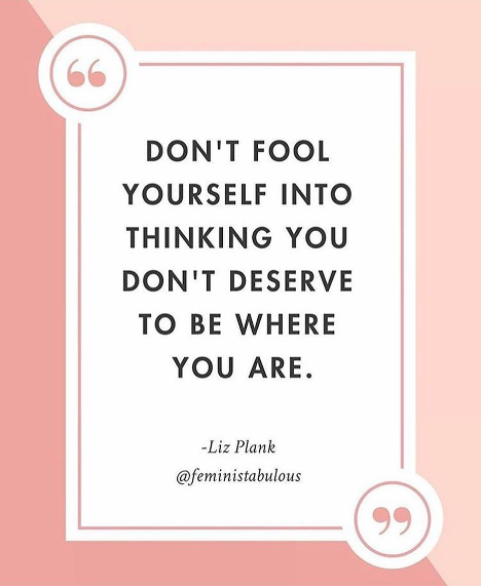 “
DON'T FOOL
YOURSELF INTO
THINKING YOU
DON'T DESERVE
TO BE WHERE
YOU ARE.
-Liz Plank
@feministabulous
”